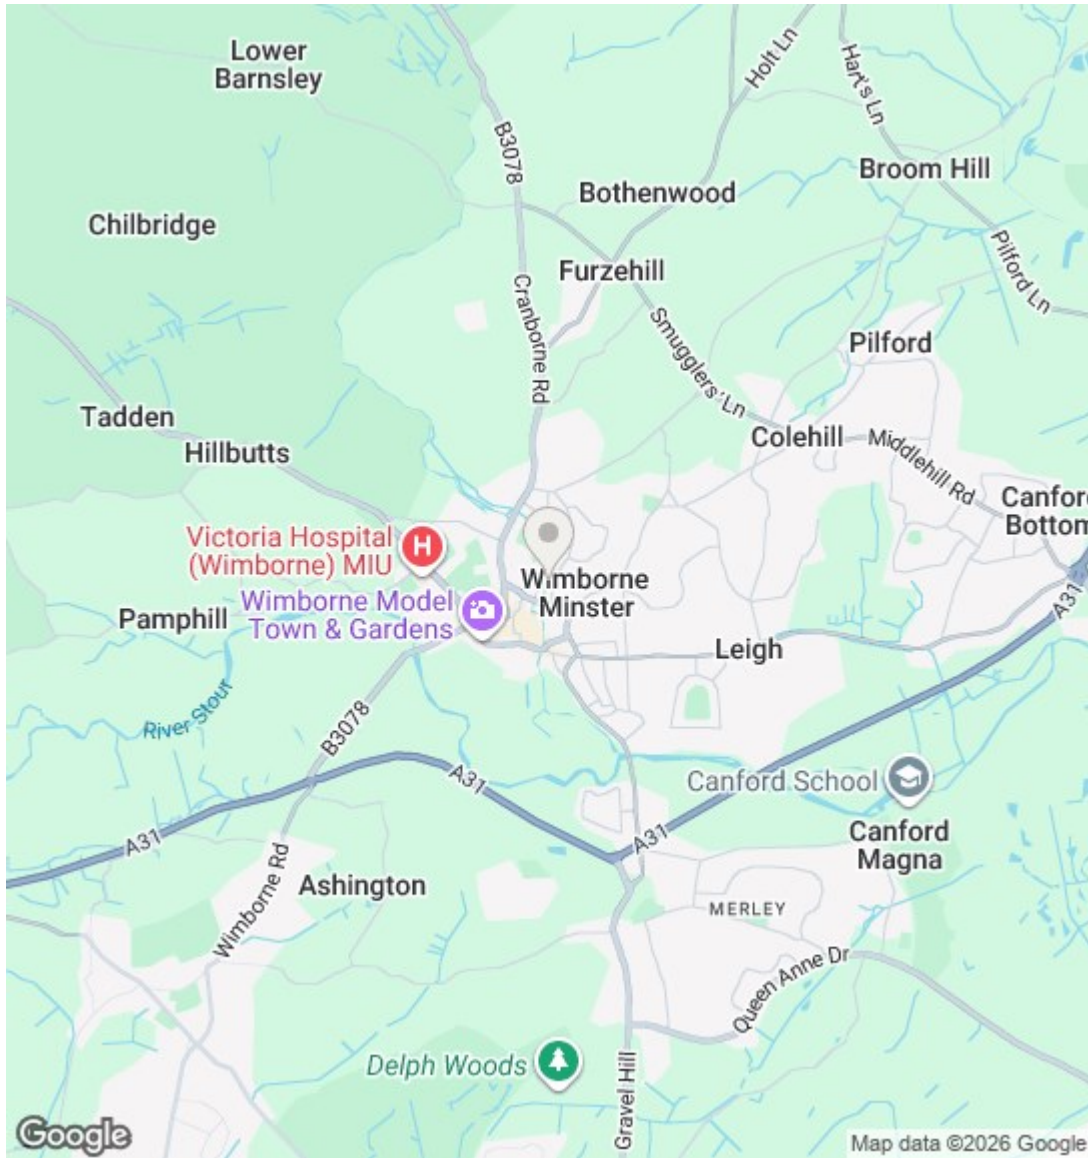 Lower
Barnsley
Holt Ln
Hart's Ln
B3078
Broom Hill
Bothenwood
Chilbridge
Pilford Ln
Furzehill
Cranborne Rd
Smugglers' Ln
Pilford
Tadden
Colehill
Middlehill Rd
Hillbutts
Canford
Bottom
Victoria Hospital
(Wimborne) MIU
H
Wimborne
Minster
Wimborne Model
Town & Gardens
A31
Pamphill
Leigh
River Stour
B3078
A31
Canford School
A31
A31
Canford
Magna
Ashington
MERLEY
Wimborne Rd
Queen Anne Dr
Delph Woods
Gravel Hill
Google
Map data ©2026 Google